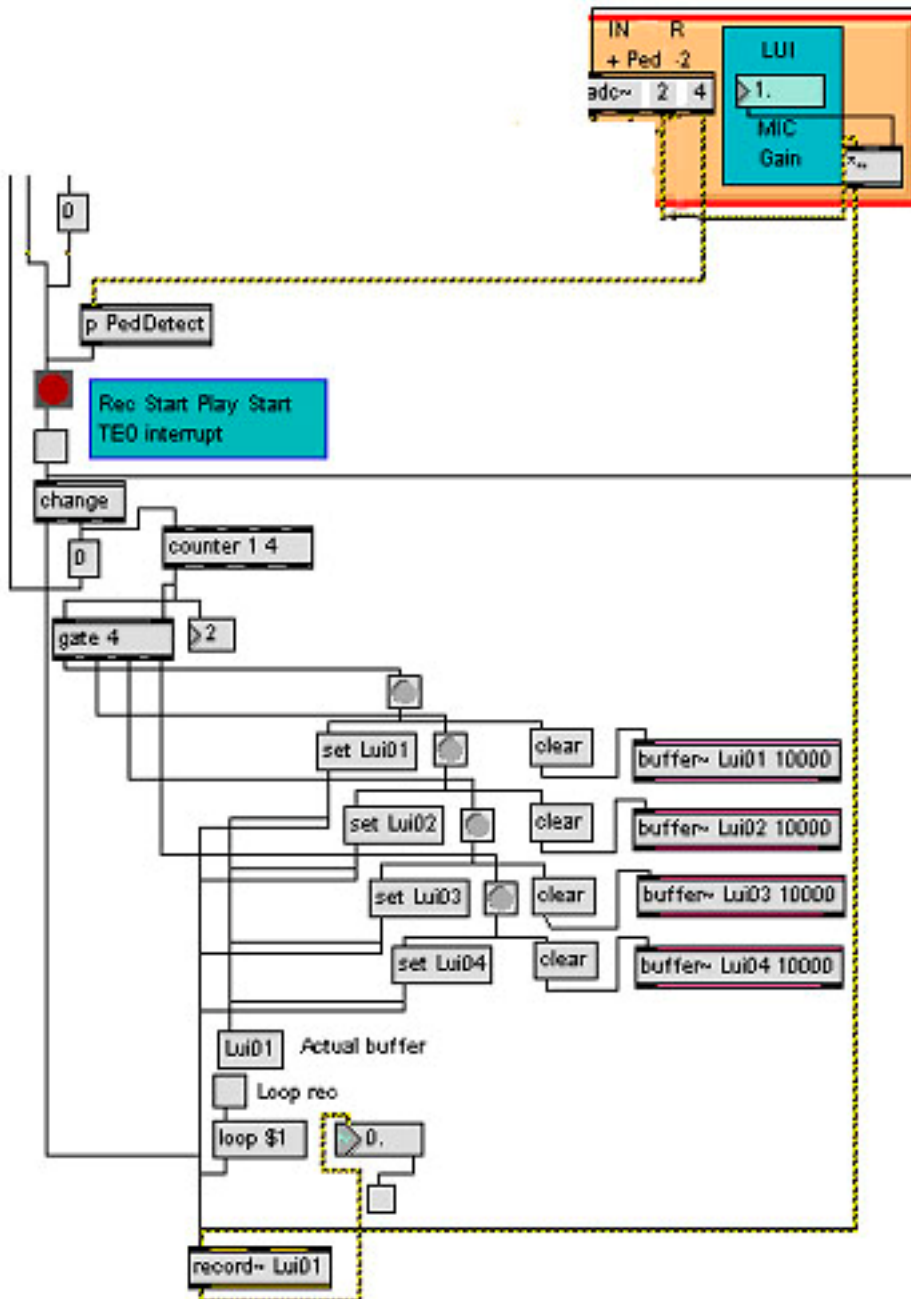 IN R
+ Ped -2
adc~ 2 4
LUI
1.
MIC
Gain
0
p PedDetect
Rec Start Play Start
TEO interrupt
change
0
counter 1 4
gate 4
2
set Lui01
clear
buffer~ Lui01 10000
set Lui02
clear
buffer~ Lui02 10000
set Lui03
clear
buffer~ Lui03 10000
set Lui04
clear
buffer~ Lui04 10000
Lui01
Actual buffer
Loop rec
loop $1
0.
record~ Lui01